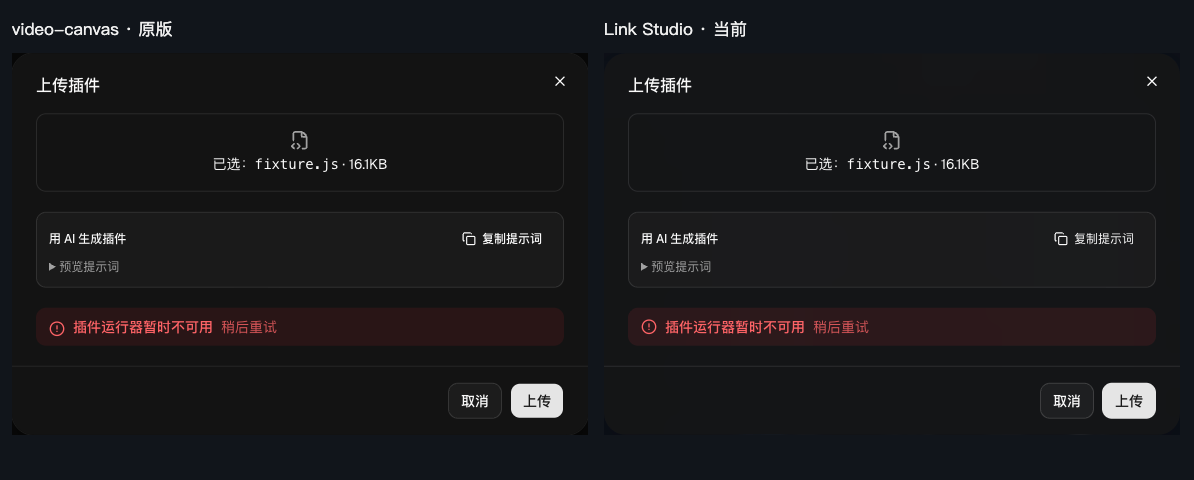 video-canvas · 原版
上传插件
已选：fixture.js · 16.1KB
用 AI 生成插件
复制提示词
▶ 预览提示词
插件运行器暂时不可用 稍后重试
取消
上传
Link Studio · 当前
上传插件
已选：fixture.js · 16.1KB
用 AI 生成插件
复制提示词
▶ 预览提示词
插件运行器暂时不可用 稍后重试
取消
上传